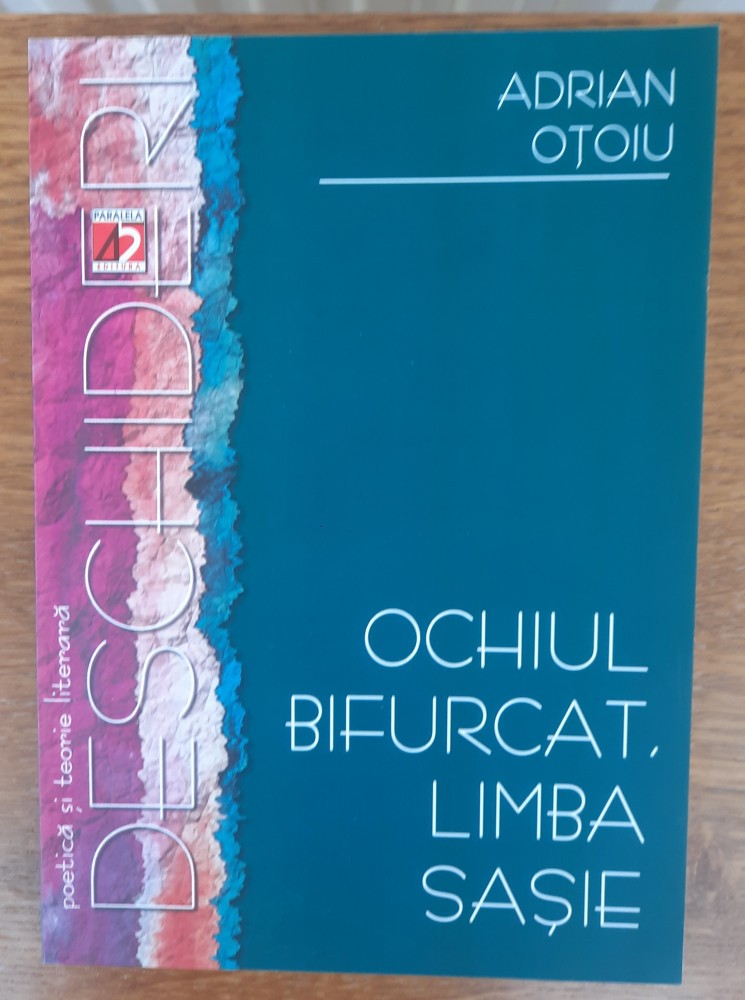 ADRIAN
OȚOIU
OCHIUL
BIFURCAT,
LIMBA
SAȘIE
DESCHIDERI
poetică și teorie literară
PARALELA
45
EDITURA